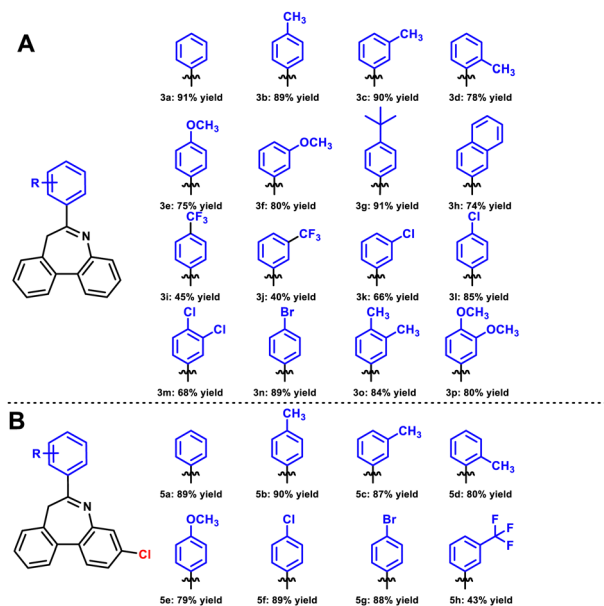 A
CH3
CH3
CH3
3a: 91% yield 3b: 89% yield 3c: 90% yield 3d: 78% yield
OCH3
OCH3
R
N
3e: 75% yield 3f: 80% yield 3g: 91% yield 3h: 74% yield
CF3
CF3
Cl
Cl
3i: 45% yield 3j: 40% yield 3k: 66% yield 3l: 85% yield
Cl
Cl
Br
CH3
CH3
OCH3
OCH3
3m: 68% yield 3n: 89% yield 3o: 84% yield 3p: 80% yield
B
CH3
CH3
CH3
R
N
Cl
5a: 89% yield 5b: 90% yield 5c: 87% yield 5d: 80% yield
OCH3
Cl
Br
F
F
F
5e: 79% yield 5f: 89% yield 5g: 88% yield 5h: 43% yield